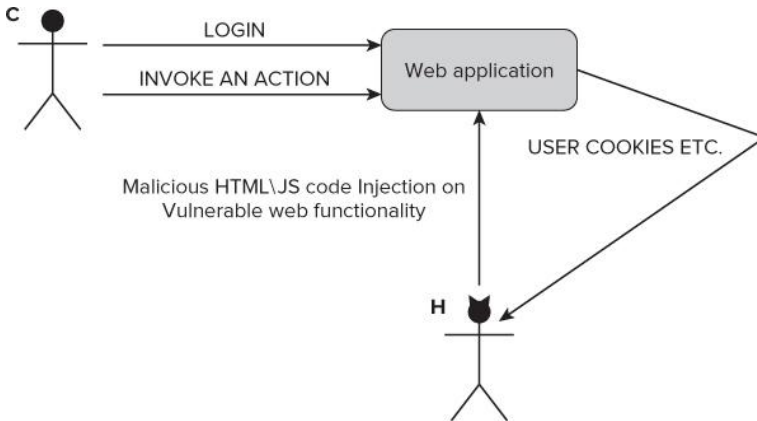 C
LOGIN
INVOKE AN ACTION
Web application
USER COOKIES ETC.
Malicious HTML\JS code Injection on
Vulnerable web functionality
H